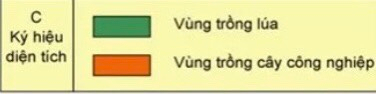 C
Ký hiệu
diện tích
Vùng trồng lúa
Vùng trồng cây công nghiệp